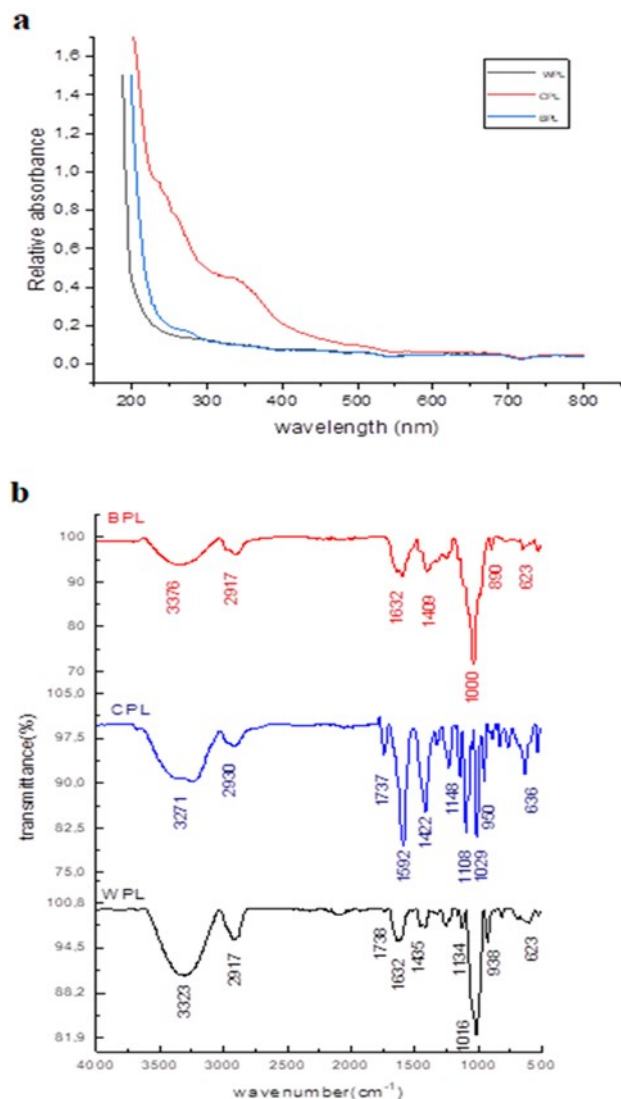 a
1,6
1,4
1,2
1,0
0,8
0,6
0,4
0,2
0,0
Relative absorbance
WPL
CPL
BPL
200 300 400 500 600 700 800
wavelength (nm)
b
BPL
100
90
80
70
3376 2917 1632 1409 1000 890 623
CPL
105,0
97,5
90,0
82,5
75,0
3271 2930 1737 1592 1422 1148 1108 1029 950 636
WPL
100,8
94,5
88,2
81,9
3323 2917 1738 1632 1435 1134 1016 938 623
transmittance(%)
4000 3500 3000 2500 2000 1500 1000 500
wavenumber(cm⁻¹)